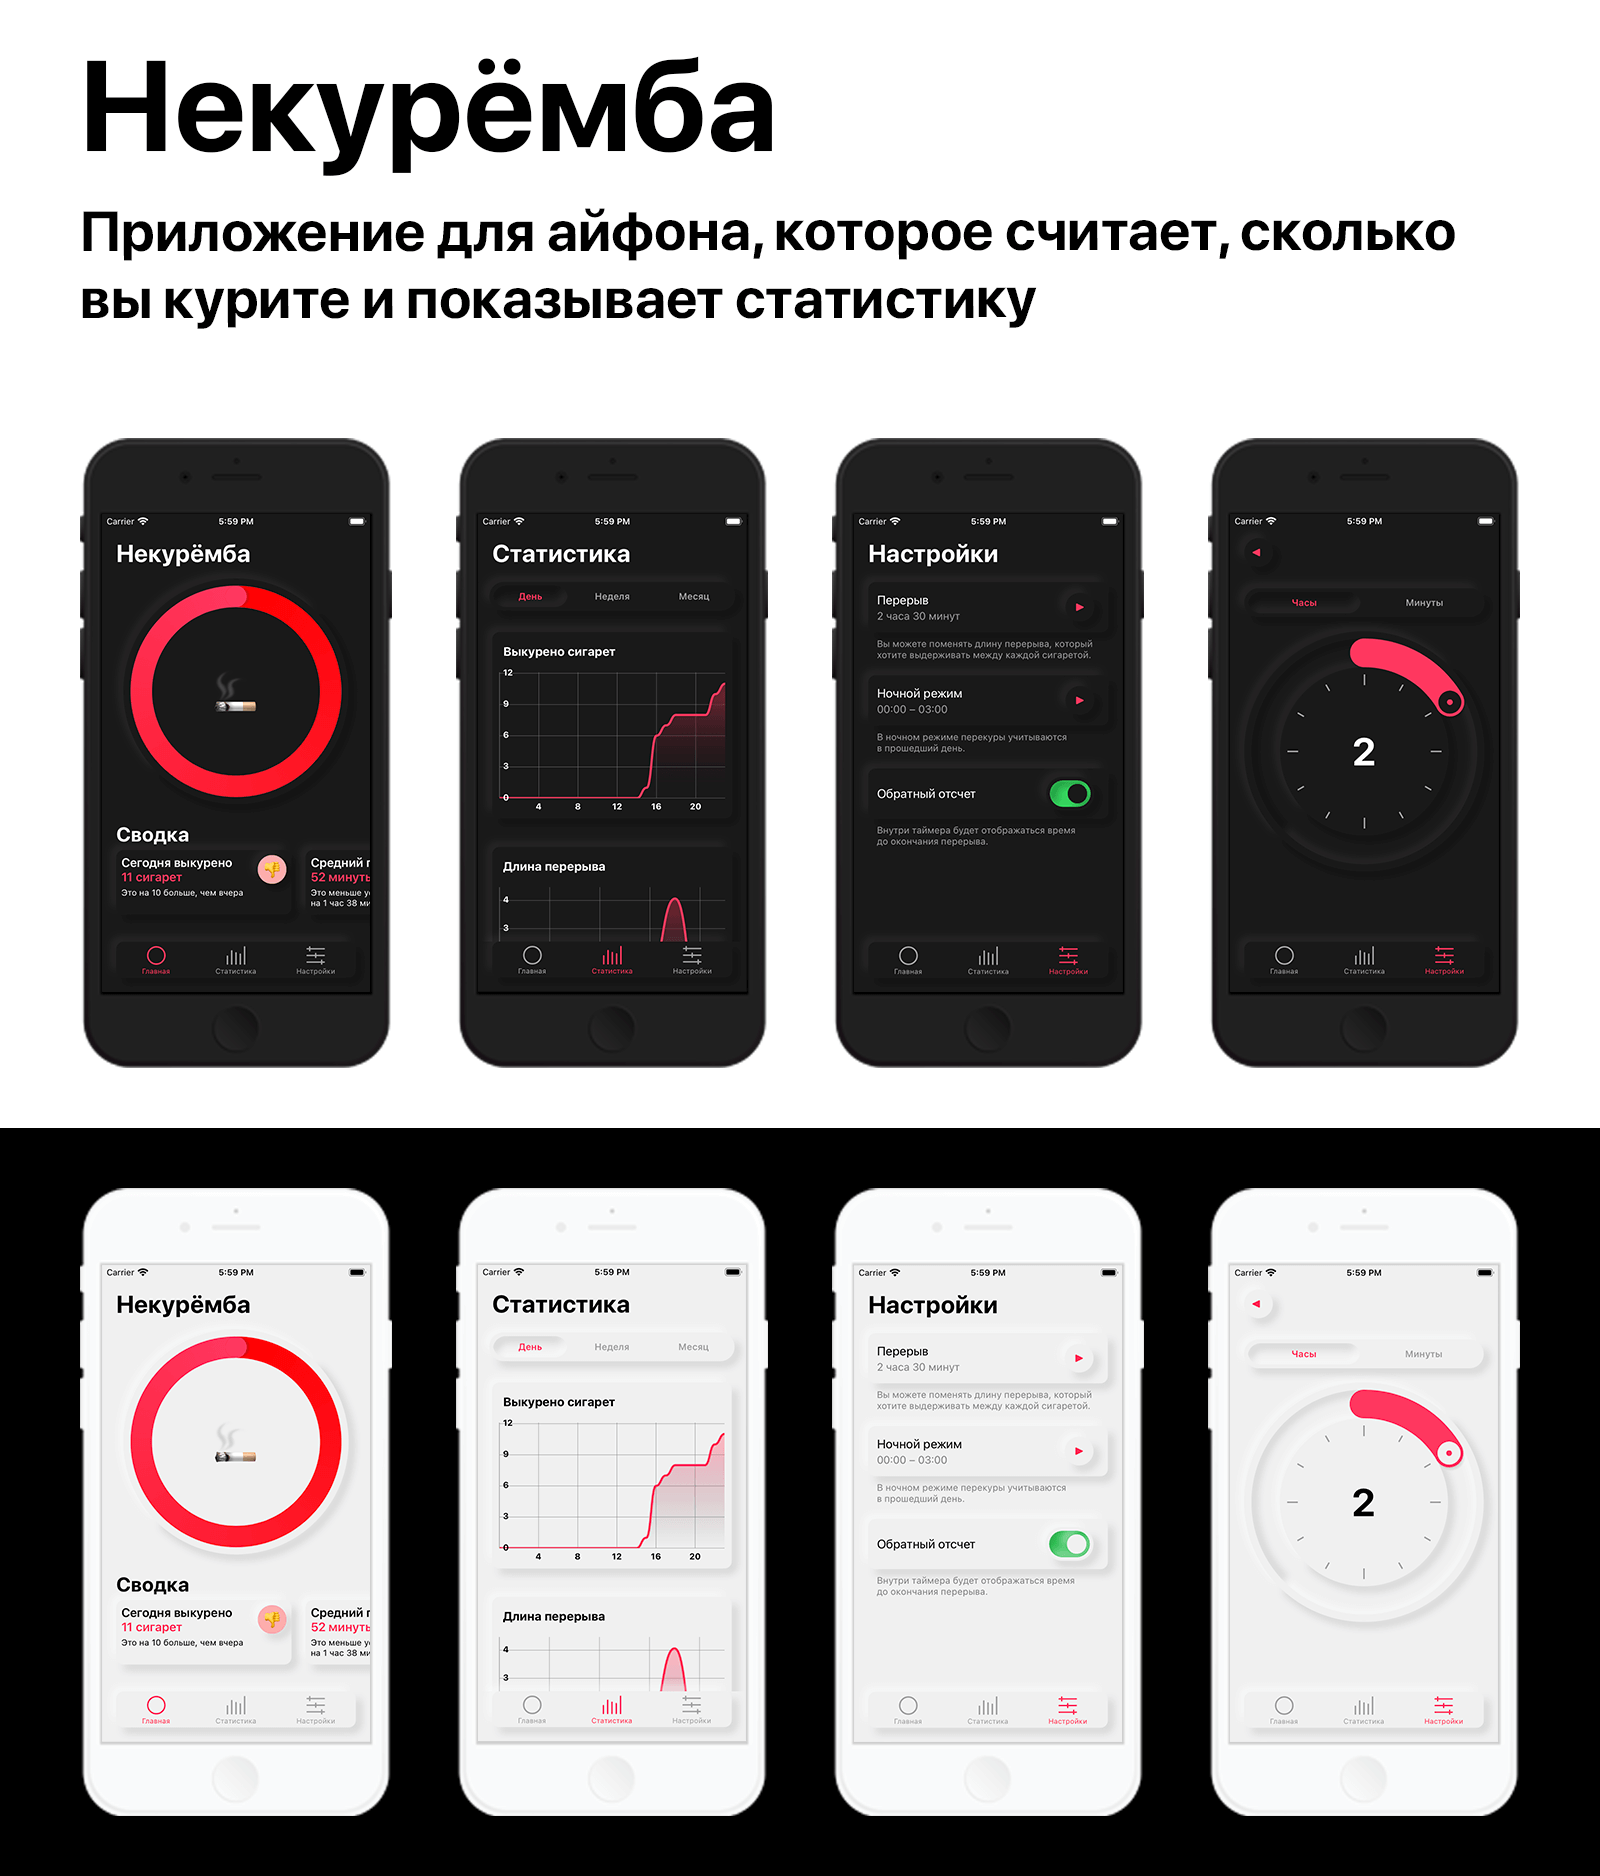 Некурёмба
Приложение для айфона, которое считает, сколько
вы курите и показывает статистику
Carrier 5:59 PM
Некурёмба
Сводка
Сегодня выкурено
11 сигарет
Это на 10 больше, чем вчера
Средний
52 минуты
Это меньше
на 1 час 38
Главная
Статистика
Настройки
Carrier 5:59 PM
Статистика
День Неделя Месяц
Выкурено сигарет
12
9
6
3
0
4 8 12 16 20
Длина перерыва
4
3
Главная
Статистика
Настройки
Carrier 5:59 PM
Настройки
Перерыв
2 часа 30 минут
Вы можете поменять длину перерыва, который
хотите выдерживать между каждой сигаретой.
Ночной режим
00:00 – 03:00
В ночном режиме перекуры учитываются
в прошедший день.
Обратный отсчет
Внутри таймера будет отображаться время
до окончания перерыва.
Главная
Статистика
Настройки
Carrier 5:59 PM
Часы Минуты
2
Главная
Статистика
Настройки
Carrier 5:59 PM
Некурёмба
Сводка
Сегодня выкурено
11 сигарет
Это на 10 больше, чем вчера
Средний
52 минуты
Это меньше
на 1 час 38
Главная
Статистика
Настройки
Carrier 5:59 PM
Статистика
День Неделя Месяц
Выкурено сигарет
12
9
6
3
0
4 8 12 16 20
Длина перерыва
4
3
Главная
Статистика
Настройки
Carrier 5:59 PM
Настройки
Перерыв
2 часа 30 минут
Вы можете поменять длину перерыва, который
хотите выдерживать между каждой сигаретой.
Ночной режим
00:00 – 03:00
В ночном режиме перекуры учитываются
в прошедший день.
Обратный отсчет
Внутри таймера будет отображаться время
до окончания перерыва.
Главная
Статистика
Настройки
Carrier 5:59 PM
Часы Минуты
2
Главная
Статистика
Настройки